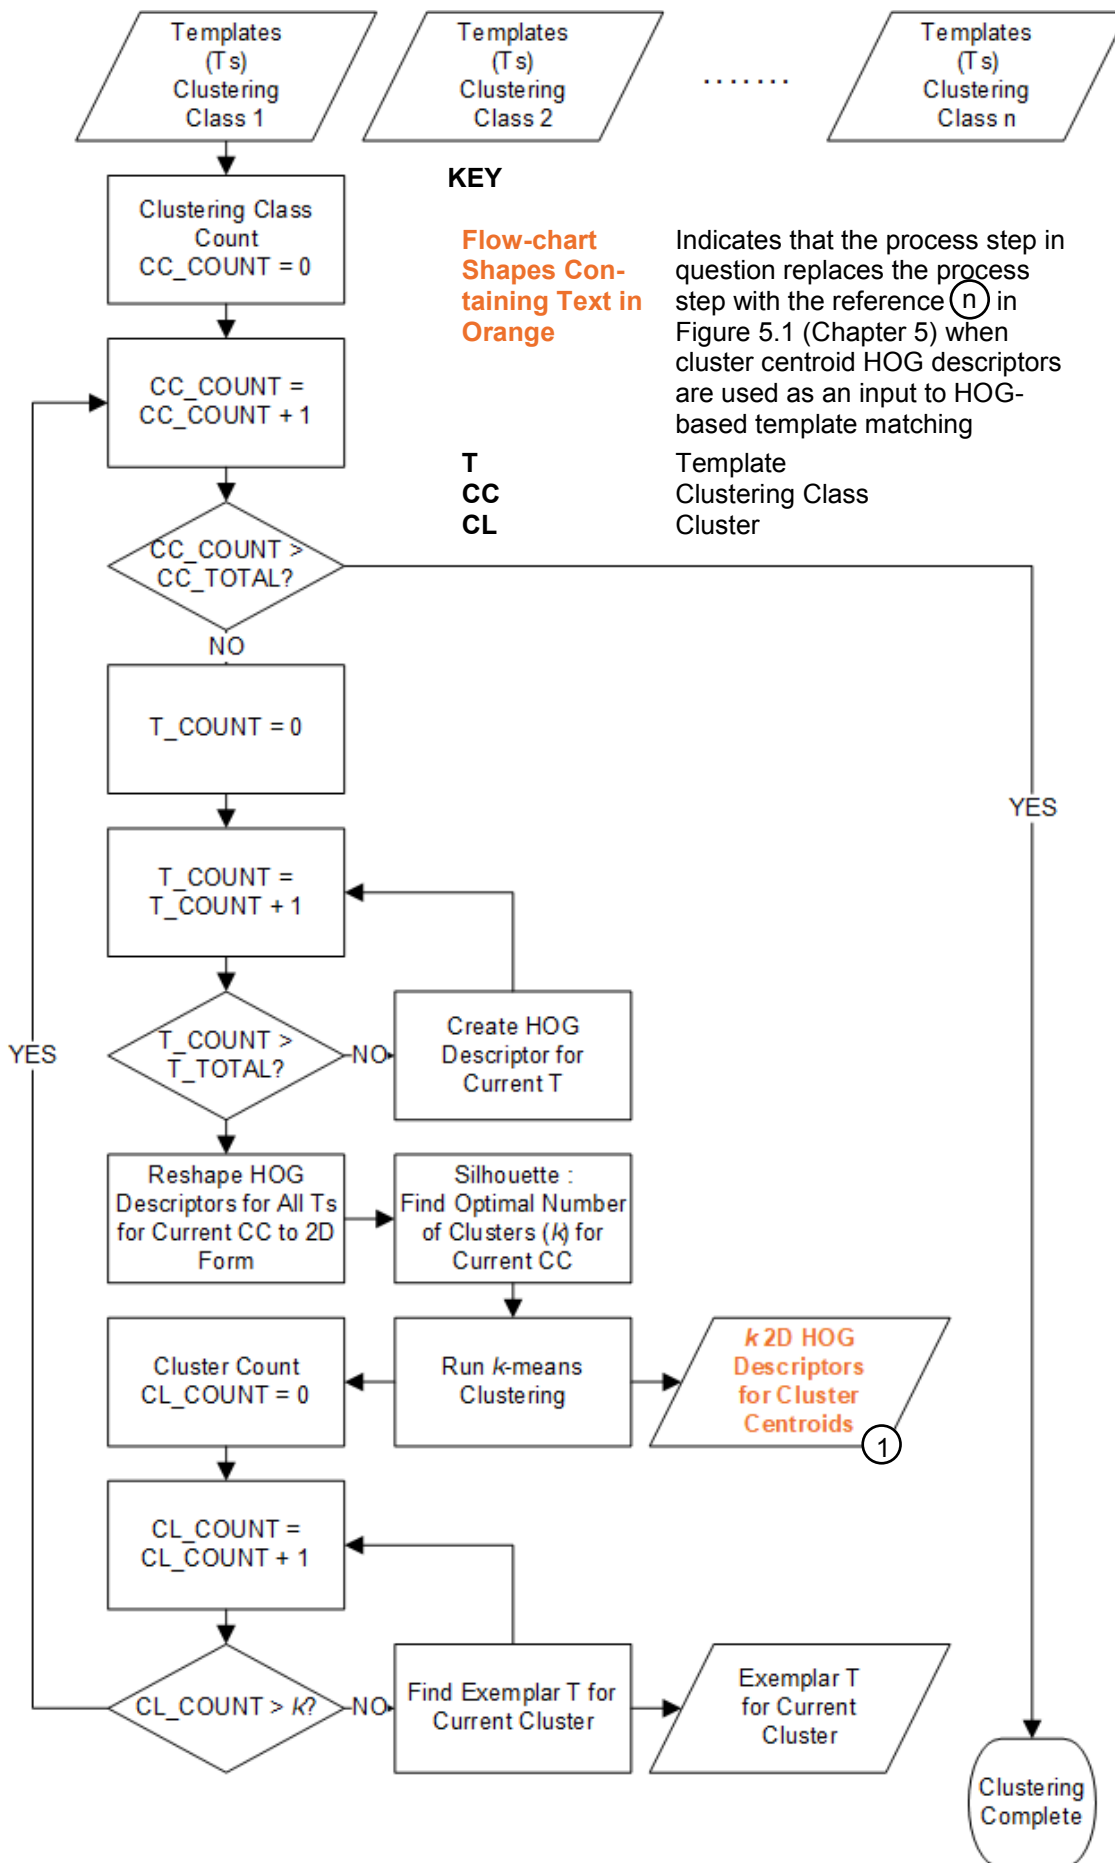 Templates
(Ts)
Clustering
Class 1
Templates
(Ts)
Clustering
Class 2
.......
Templates
(Ts)
Clustering
Class n
KEY
Flow-chart
Shapes Con-
taining Text in
Orange
Indicates that the process step in
question replaces the process
step with the reference n in
Figure 5.1 (Chapter 5) when
cluster centroid HOG descriptors
are used as an input to HOG-
based template matching
T Template
CC Clustering Class
CL Cluster
Clustering Class
Count
CC_COUNT = 0
CC_COUNT =
CC_COUNT + 1
CC_COUNT >
CC_TOTAL?
NO
YES
T_COUNT = 0
T_COUNT =
T_COUNT + 1
T_COUNT >
T_TOTAL?
NO
Create HOG
Descriptor for
Current T
YES
Reshape HOG
Descriptors for All Ts
for Current CC to 2D
Form
Silhouette :
Find Optimal Number
of Clusters (k) for
Current CC
Cluster Count
CL_COUNT = 0
Run k-means
Clustering
k 2D HOG
Descriptors
for Cluster
Centroids
1
CL_COUNT =
CL_COUNT + 1
CL_COUNT > k?
NO
Find Exemplar T for
Current Cluster
Exemplar T
for Current
Cluster
Clustering
Complete